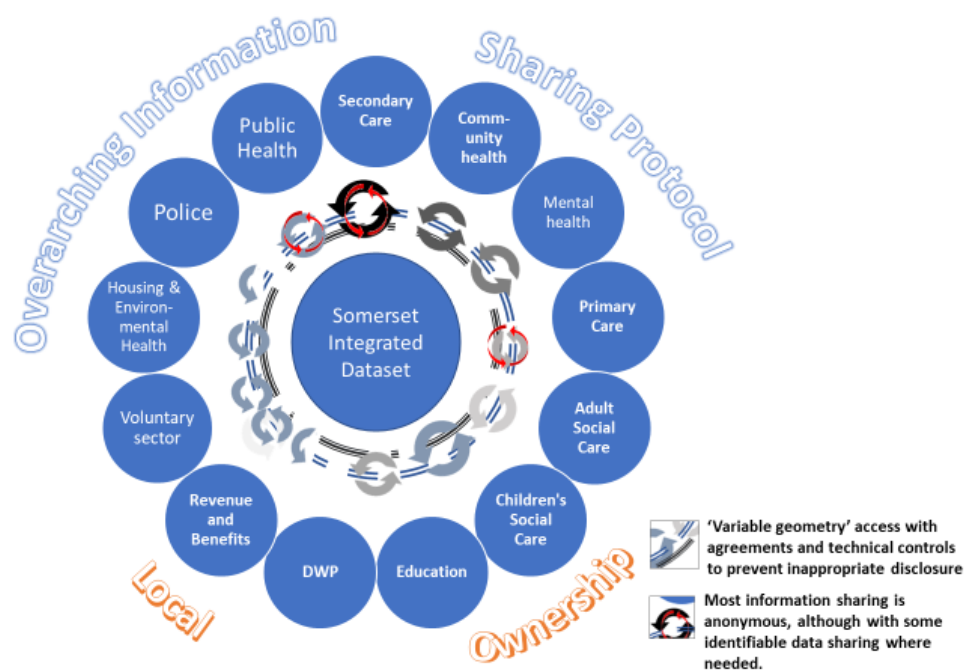 Overarching Information
Sharing Protocol
Secondary
Care
Comm-
unity
health
Mental
health
Primary
Care
Adult
Social
Care
Children's
Social
Care
Education
DWP
Revenue
and
Benefits
Voluntary
sector
Housing &
Environ-
mental
Health
Police
Public
Health
Somerset
Integrated
Dataset
Local
Ownership
‘Variable geometry’ access with
agreements and technical controls
to prevent inappropriate disclosure
Most information sharing is
anonymous, although with some
identifiable data sharing where
needed.